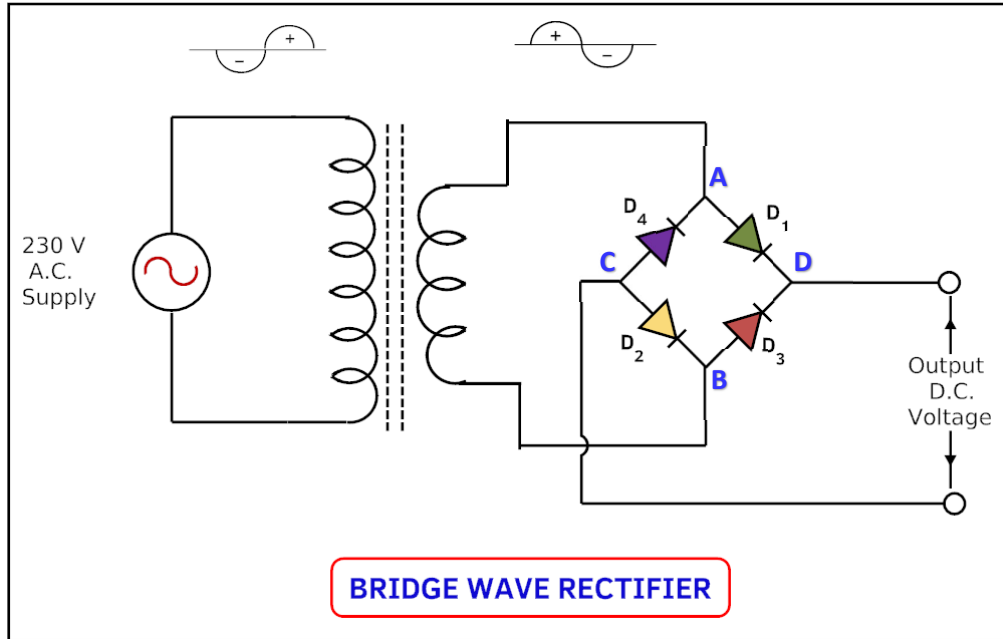 +
−
+
−
230 V
A.C.
Supply
A
D4
D1
C
D
D2
D3
B
Output
D.C.
Voltage
BRIDGE WAVE RECTIFIER